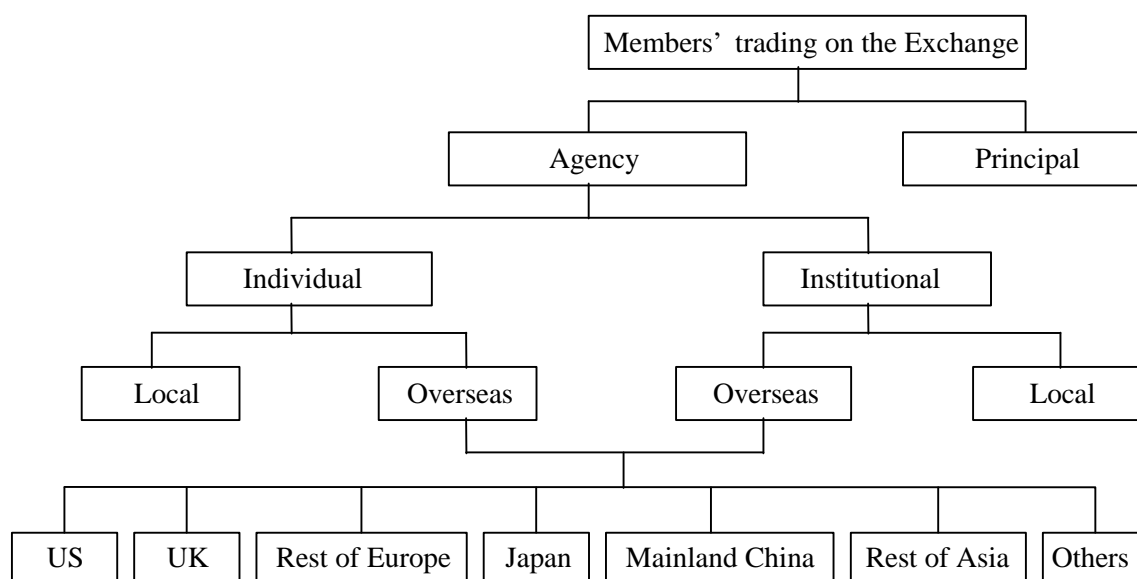 Members’ trading on the Exchange
Agency
Principal
Individual
Institutional
Local
Overseas
Overseas
Local
US
UK
Rest of Europe
Japan
Mainland China
Rest of Asia
Others